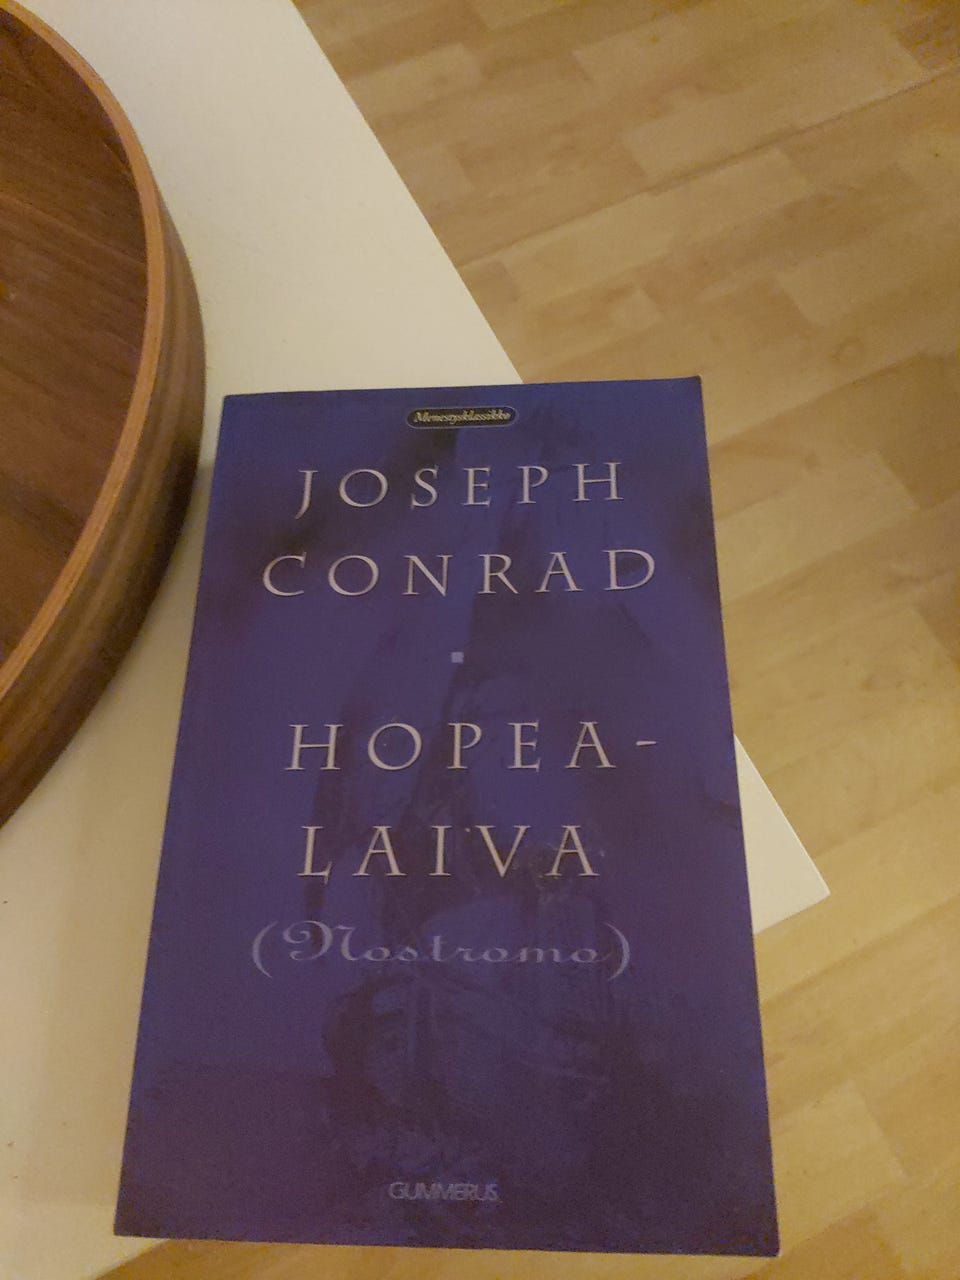 Menestysklassikko
JOSEPH
CONRAD
HOPEA-
LAIVA
(Nostromo)
GUMMERUS